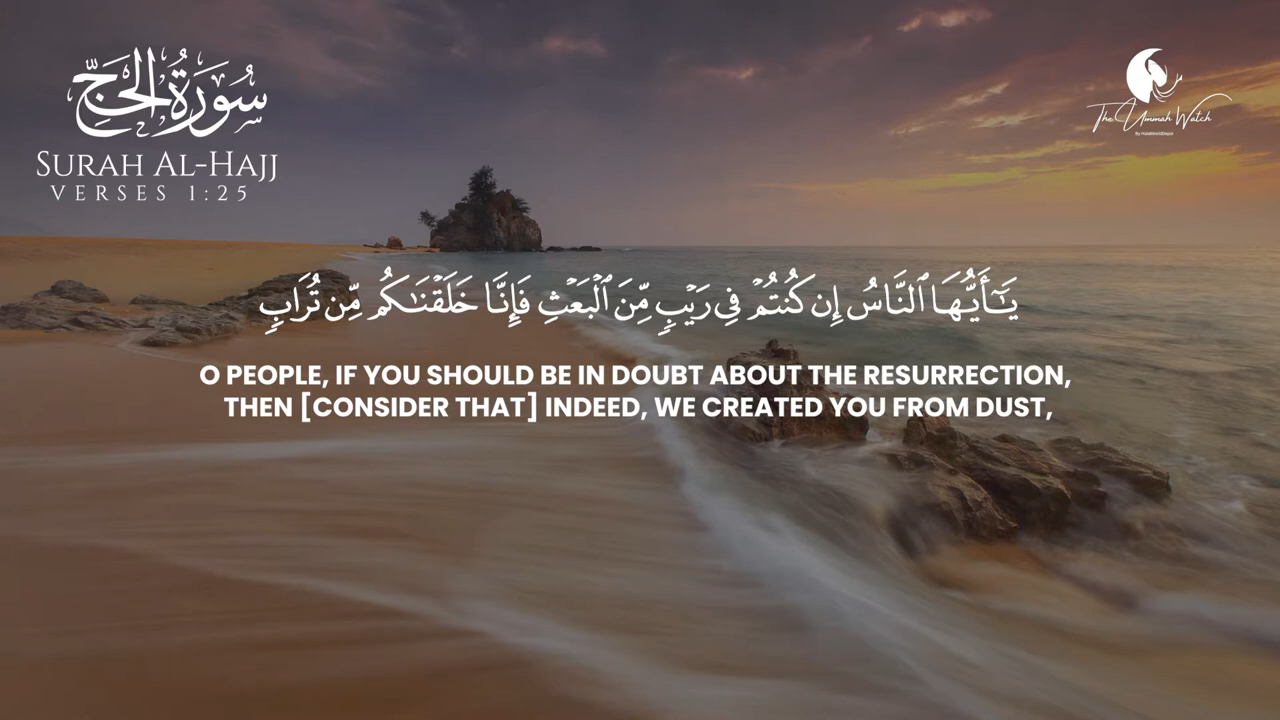 سُورَةُ الحَجِّ
SURAH AL-HAJJ
VERSES 1:25
The Ummah Watch
يَـٰٓأَيُّهَا ٱلنَّاسُ إِن كُنتُمْ فِى رَيْبٍ مِّنَ ٱلْبَعْثِ فَإِنَّا خَلَقْنَـٰكُم مِّن تُرَابٍ
O PEOPLE, IF YOU SHOULD BE IN DOUBT ABOUT THE RESURRECTION,
THEN [CONSIDER THAT] INDEED, WE CREATED YOU FROM DUST,